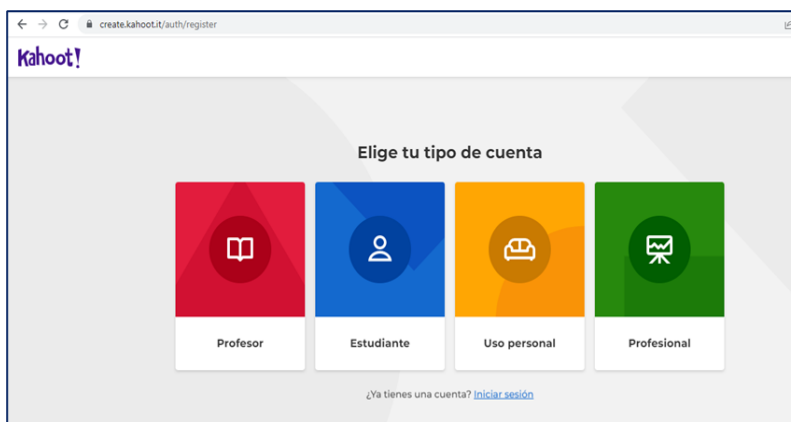 create.kahoot.it/auth/register
Kahoot!
Elige tu tipo de cuenta
Profesor
Estudiante
Uso personal
Profesional
¿Ya tienes una cuenta? Iniciar sesión